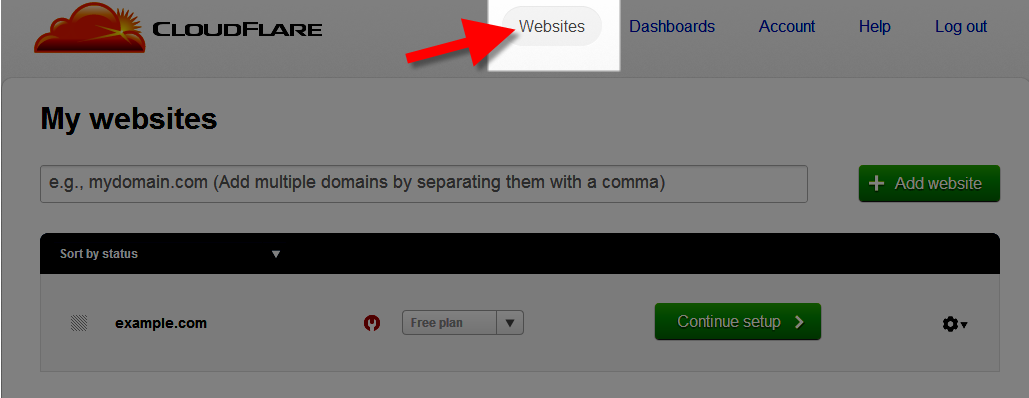 CLOUDFLARE
Websites Dashboards Account Help Log out
My websites
e.g., mydomain.com (Add multiple domains by separating them with a comma)
Add website
Sort by status
example.com Free plan Continue setup